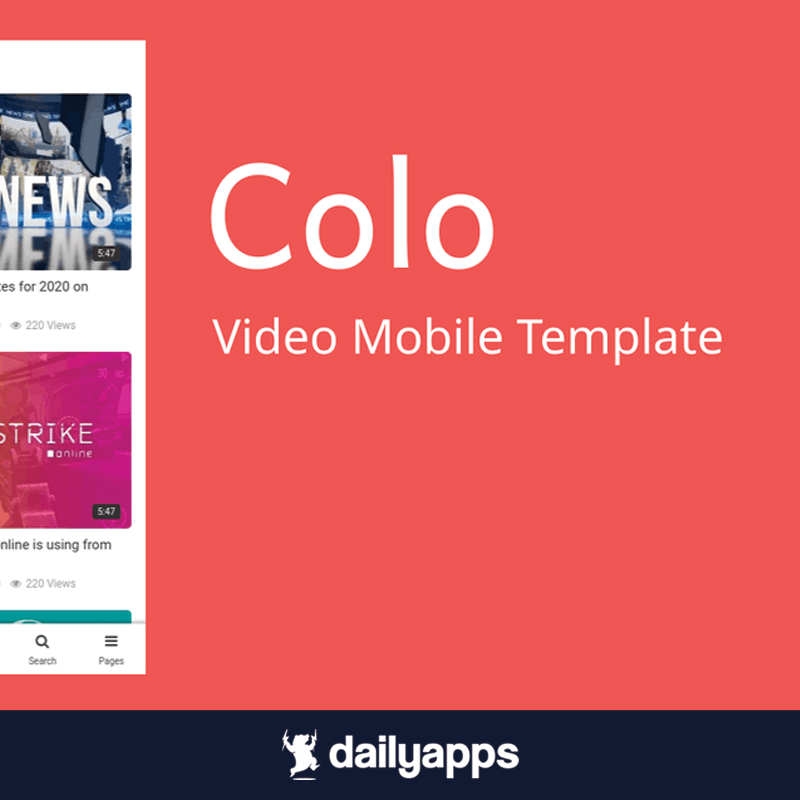 NEWS
5:47
tes for 2020 on
220 Views
STRIKE
online
5:47
nline is using from
220 Views
Search
Pages
Colo
Video Mobile Template
dailyapps